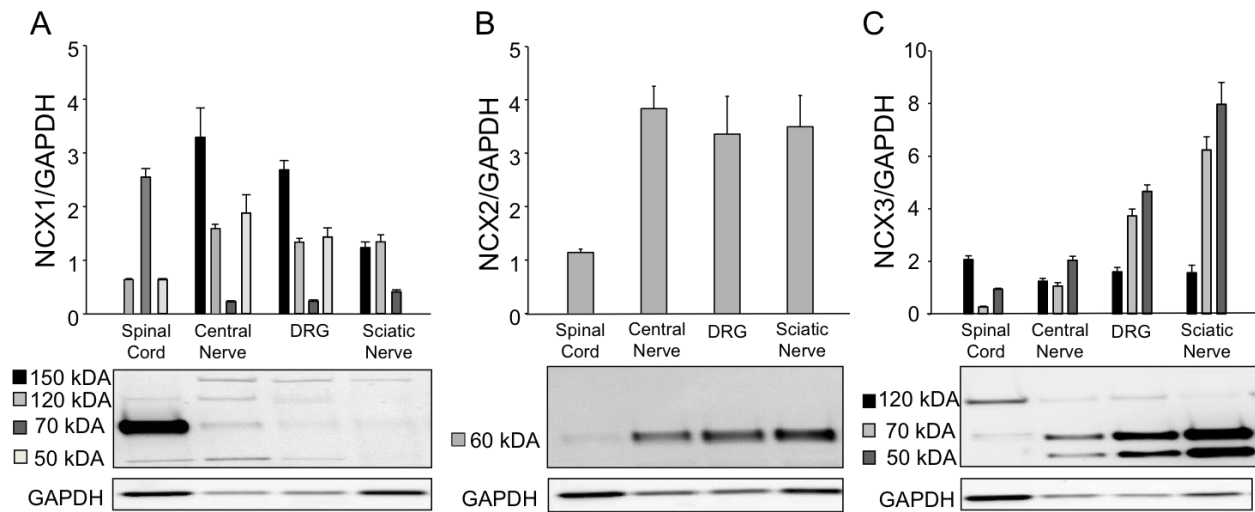 A
NCX1/GAPDH
5
4
3
2
1
0
Spinal
Cord
Central
Nerve
DRG
Sciatic
Nerve
150 kDA
120 kDA
70 kDA
50 kDA
GAPDH
B
NCX2/GAPDH
5
4
3
2
1
0
Spinal
Cord
Central
Nerve
DRG
Sciatic
Nerve
60 kDA
GAPDH
C
NCX3/GAPDH
10
8
6
4
2
0
Spinal
Cord
Central
Nerve
DRG
Sciatic
Nerve
120 kDA
70 kDA
50 kDA
GAPDH